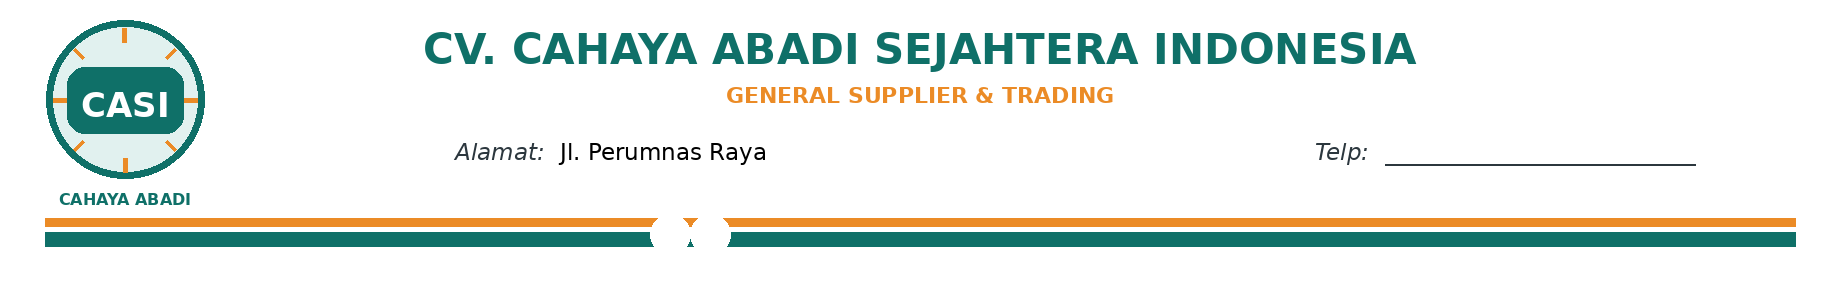 CV. CAHAYA ABADI SEJAHTERA INDONESIA
GENERAL SUPPLIER & TRADING
CASI
Alamat: Jl. Perumnas Raya
Telp:
CAHAYA ABADI